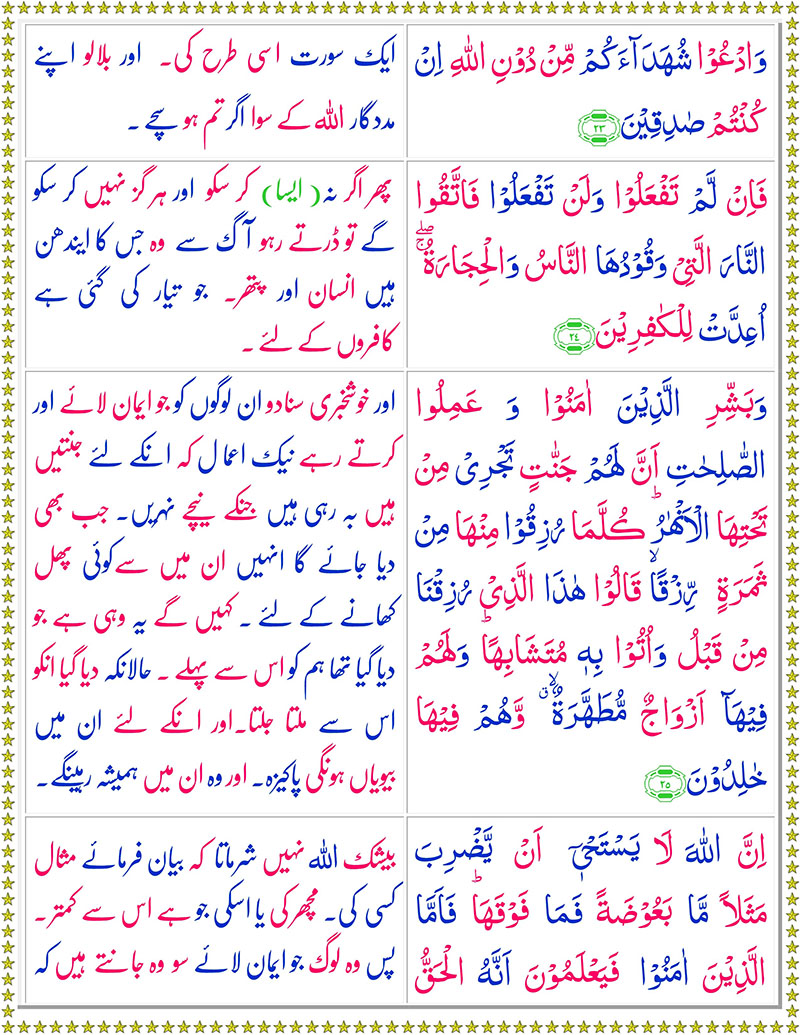 وَادْعُوْا شُهَدَآءَكُمْ مِّنْ دُوْنِ اللّٰهِ اِنْ
كُنْتُمْ صٰدِقِيْنَ ﴿۲۳﴾
ایک سورت اسی طرح کی۔ اور بلالو اپنے
مددگار اللہ کے سوا اگر تم ہو سچے ۔
فَاِنْ لَّمْ تَفْعَلُوْا وَلَنْ تَفْعَلُوْا فَاتَّقُوا
النَّارَ الَّتِىْ وَقُوْدُهَا النَّاسُ وَالْحِجَارَةُ ۖۚ
اُعِدَّتْ لِلْكٰفِرِيْنَ ﴿۲۴﴾
پھر اگر نہ ( ایسا) کر سکو اور ہر گز نہیں کر سکو
گے تو ڈرتے رہو آگ سے وہ جس کا ایندھن
ہیں انسان اور پتھر۔ جو تیار کی گئی ہے
کافروں کے لئے ۔
وَبَشِّرِ الَّذِيْنَ اٰمَنُوْا وَ عَمِلُوا
الصّٰلِحٰتِ اَنَّ لَهُمْ جَنّٰتٍ تَجْرِىْ مِنْ
تَحْتِهَا الْاَنْهٰرُ ؕ كُلَّمَا رُزِقُوْا مِنْهَا مِنْ
ثَمَرَةٍ رِّزْقًا ۙ قَالُوْا هٰذَا الَّذِىْ رُزِقْنَا
مِنْ قَبْلُ وَاُتُوْا بِهٖ مُتَشَابِهًا ؕ وَلَهُمْ
فِيْهَآ اَزْوَاجٌ مُّطَهَّرَةٌ ۙۗ وَّهُمْ فِيْهَا
خٰلِدُوْنَ ﴿۲۵﴾
اور خوشخبری سنادو ان لوگوں کو جو ایمان لائے اور
کرتے رہے نیک اعمال کہ انکے لئے جنتیں
ہیں بہ رہی ہیں جنکے نیچے نہریں۔ جب بھی
دیا جائے گا انہیں ان میں سے کوئی پھل
کھانے کے لئے ۔ کہیں گے یہ وہی ہے جو
دیا گیا تھا ہم کو اس سے پہلے ۔ حالانکہ دیا گیا انکو
اس سے ملتا جلتا۔اور انکے لئے ان میں
بیویاں ہونگی پاکیزہ۔ اور وہ ان میں ہمیشہ رہینگے۔
اِنَّ اللّٰهَ لَا يَسْتَحْىٖٓ اَنْ يَّضْرِبَ
مَثَلًا مَّا بَعُوْضَةً فَمَا فَوْقَهَا ؕ فَاَمَّا
الَّذِيْنَ اٰمَنُوْا فَيَعْلَمُوْنَ اَنَّهُ الْحَقُّ
بیشک اللہ نہیں شرماتا کہ بیان فرمائے مثال
کسی کی۔ مچھر کی یا اسکی جو ہے اس سے کمتر۔
پس وہ لوگ جو ایمان لائے سو وہ جانتے ہیں کہ